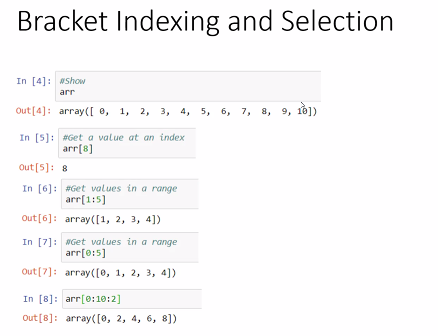 Bracket Indexing and Selection
In [4]: #Show
arr
Out[4]: array([ 0, 1, 2, 3, 4, 5, 6, 7, 8, 9, 10])
In [5]: #Get a value at an index
arr[8]
Out[5]: 8
In [6]: #Get values in a range
arr[1:5]
Out[6]: array([1, 2, 3, 4])
In [7]: #Get values in a range
arr[0:5]
Out[7]: array([0, 1, 2, 3, 4])
In [8]: arr[0:10:2]
Out[8]: array([0, 2, 4, 6, 8])